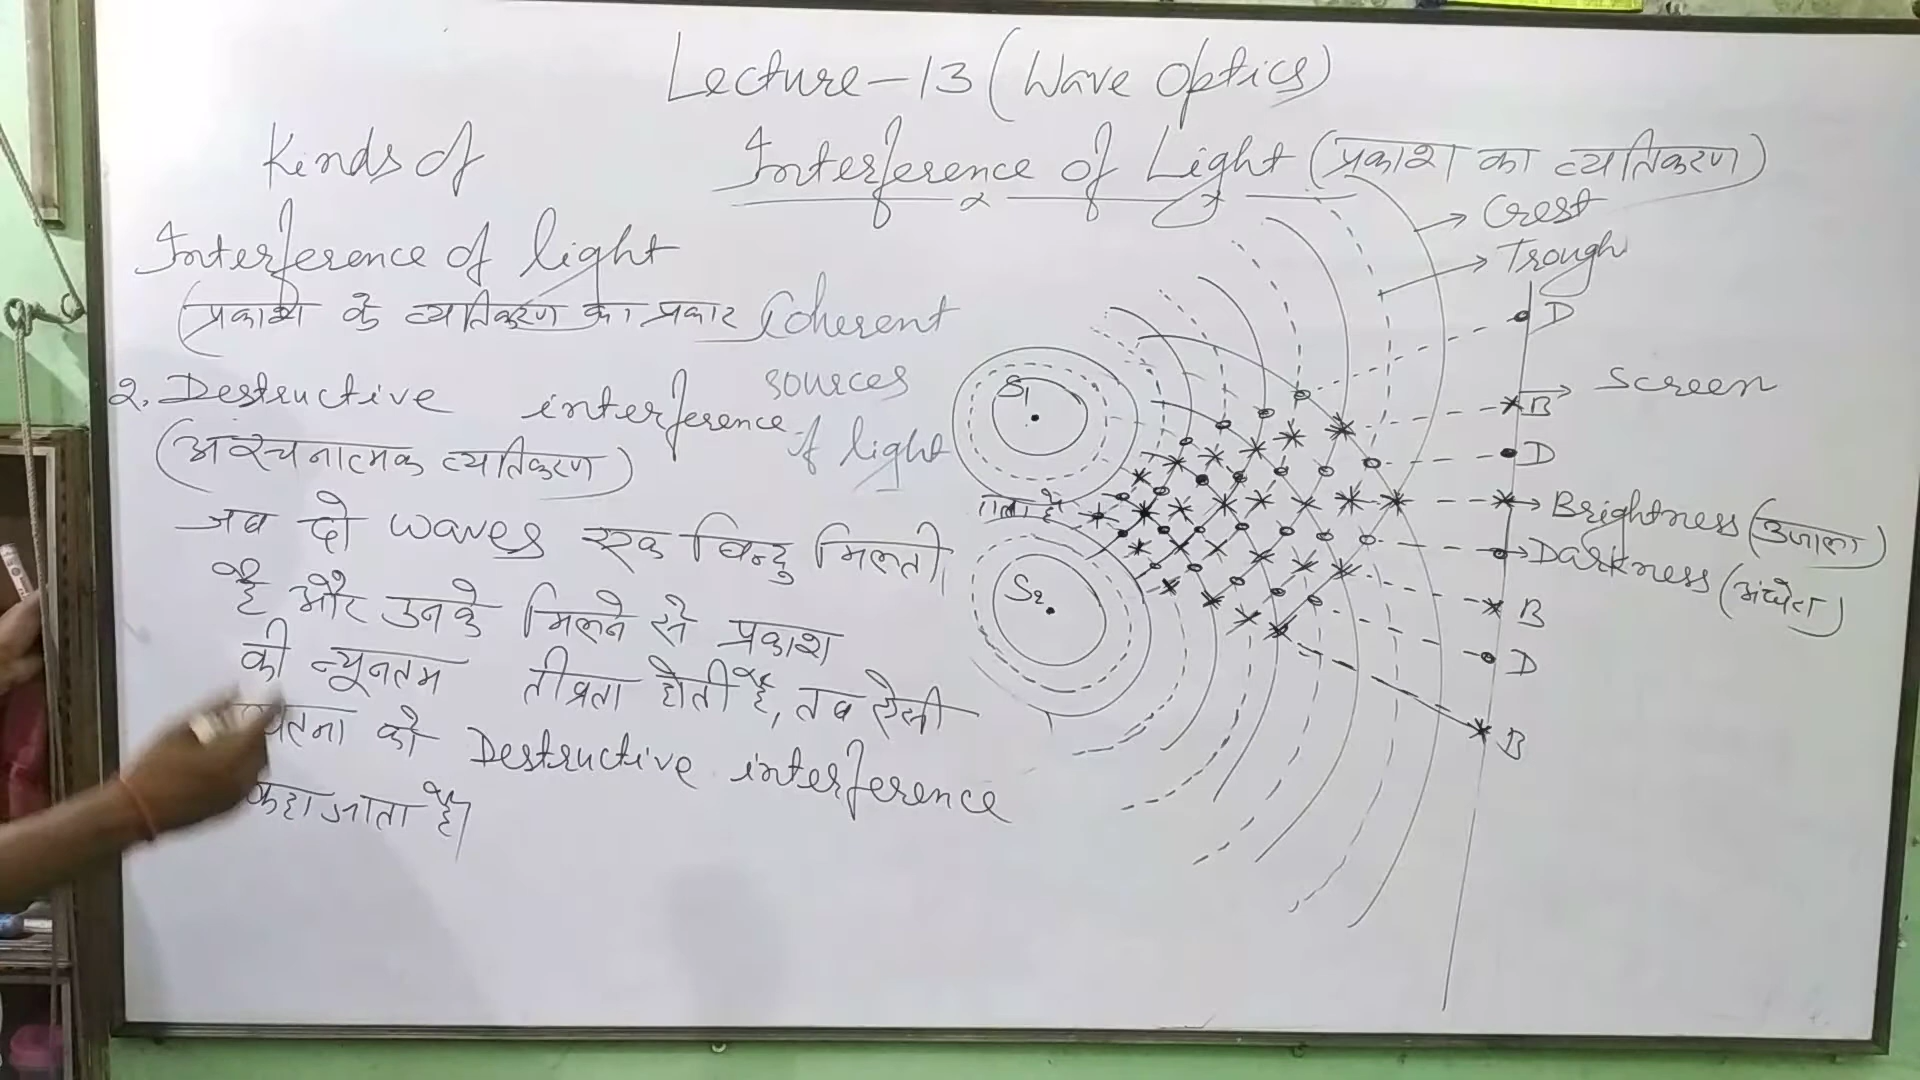 Lecture-13 (Wave Optics)
Kinds of
Interference of Light (प्रकाश का व्यतिकरण)
Interference of light
(प्रकाश के व्यतिकरण का प्रकार
Coherent
sources
of light
2. Destructive interference
(अंस्चनात्मक व्यतिकरण)
जब दो waves एक बिन्दु मिलती
है और उनके मिलने से प्रकाश
की न्यूनतम तीव्रता होती है, तब ऐसी
को Destructive interference
कहा जाता है।
S1
S2
Crest
Trough
D
B
Screen
D
Brightness (उजाला)
Darkness (अंधेरा)
B
D
B